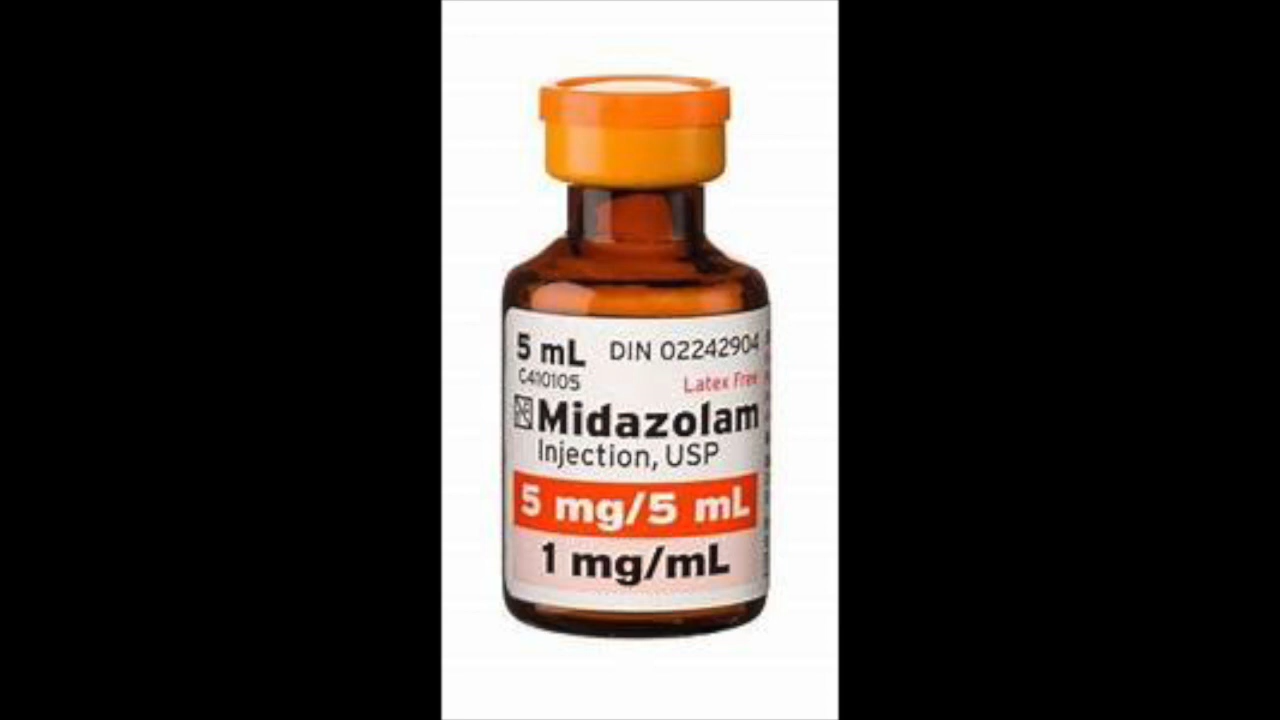 5 mL DIN 02242904
C410105
Latex Free
Midazolam
Injection, USP
5 mg/5 mL
1 mg/mL